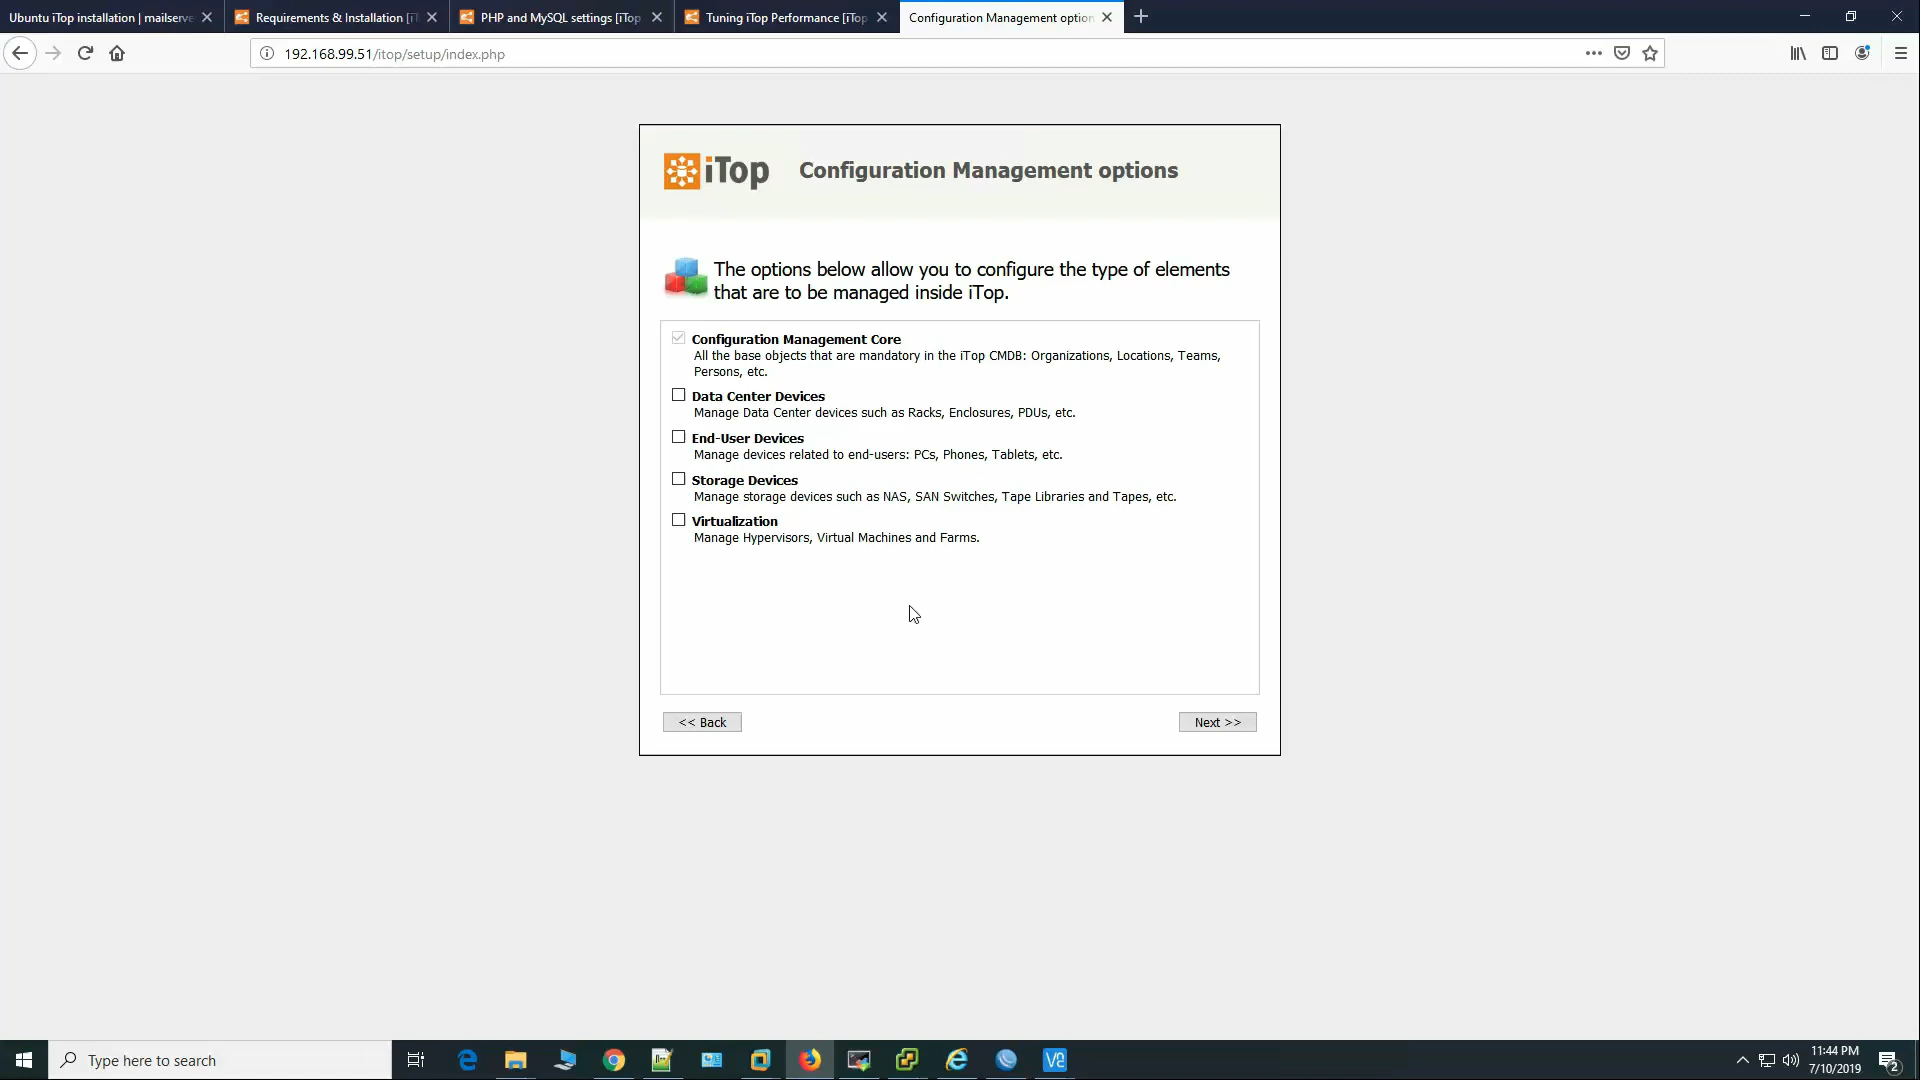 Ubuntu iTop installation | mailserve
Requirements & Installation [iT
PHP and MySQL settings [iTop
Tuning iTop Performance [iTop
Configuration Management option
192.168.99.51/itop/setup/index.php
iTop
Configuration Management options
The options below allow you to configure the type of elements
that are to be managed inside iTop.
Configuration Management Core
All the base objects that are mandatory in the iTop CMDB: Organizations, Locations, Teams,
Persons, etc.
Data Center Devices
Manage Data Center devices such as Racks, Enclosures, PDUs, etc.
End-User Devices
Manage devices related to end-users: PCs, Phones, Tablets, etc.
Storage Devices
Manage storage devices such as NAS, SAN Switches, Tape Libraries and Tapes, etc.
Virtualization
Manage Hypervisors, Virtual Machines and Farms.
<< Back
Next >>
Type here to search
11:44 PM
7/10/2019
2